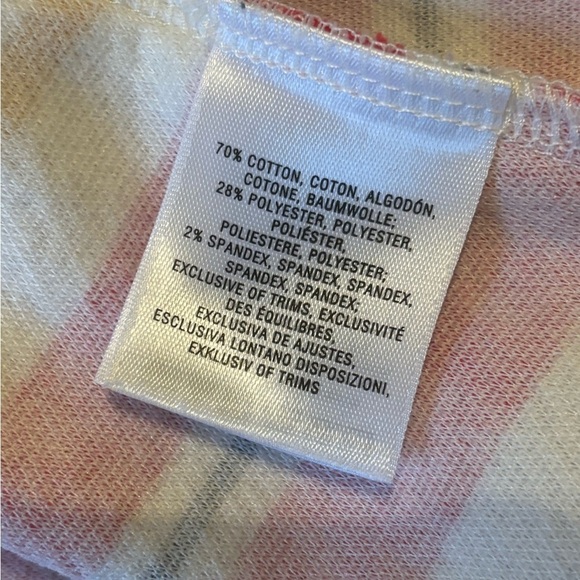 70% COTTON, COTON, ALGODÓN,
COTONE, BAUMWOLLE;
28% POLYESTER, POLYESTER,
POLIÉSTER,
POLIESTERE, POLYESTER;
2% SPANDEX, SPANDEX, SPANDEX,
SPANDEX, SPANDEX;
EXCLUSIVE OF TRIMS, EXCLUSIVITÉ
DES ÉQUILIBRES,
EXCLUSIVA DE AJUSTES,
ESCLUSIVA LONTANO DISPOSIZIONI,
EXKLUSIV OF TRIMS